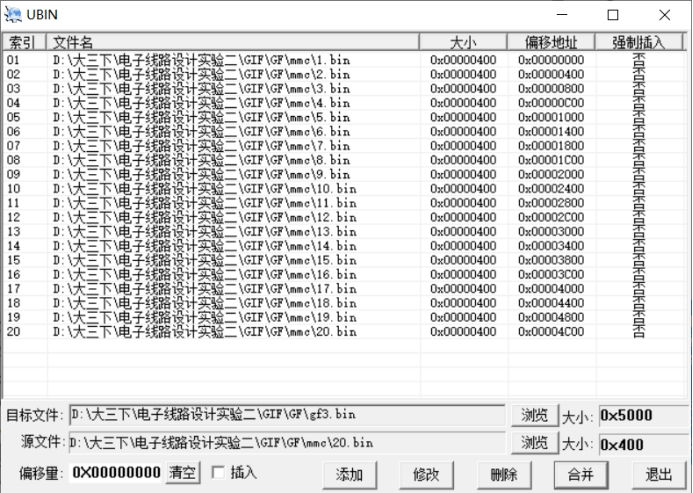 UBIN
索引 文件名 大小 偏移地址 强制插入
01 D:\大三下\电子线路设计实验二\GIF\GF\mmc\1.bin 0x00000400 0x00000000 否
02 D:\大三下\电子线路设计实验二\GIF\GF\mmc\2.bin 0x00000400 0x00000400 否
03 D:\大三下\电子线路设计实验二\GIF\GF\mmc\3.bin 0x00000400 0x00000800 否
04 D:\大三下\电子线路设计实验二\GIF\GF\mmc\4.bin 0x00000400 0x00000C00 否
05 D:\大三下\电子线路设计实验二\GIF\GF\mmc\5.bin 0x00000400 0x00001000 否
06 D:\大三下\电子线路设计实验二\GIF\GF\mmc\6.bin 0x00000400 0x00001400 否
07 D:\大三下\电子线路设计实验二\GIF\GF\mmc\7.bin 0x00000400 0x00001800 否
08 D:\大三下\电子线路设计实验二\GIF\GF\mmc\8.bin 0x00000400 0x00001C00 否
09 D:\大三下\电子线路设计实验二\GIF\GF\mmc\9.bin 0x00000400 0x00002000 否
10 D:\大三下\电子线路设计实验二\GIF\GF\mmc\10.bin 0x00000400 0x00002400 否
11 D:\大三下\电子线路设计实验二\GIF\GF\mmc\11.bin 0x00000400 0x00002800 否
12 D:\大三下\电子线路设计实验二\GIF\GF\mmc\12.bin 0x00000400 0x00002C00 否
13 D:\大三下\电子线路设计实验二\GIF\GF\mmc\13.bin 0x00000400 0x00003000 否
14 D:\大三下\电子线路设计实验二\GIF\GF\mmc\14.bin 0x00000400 0x00003400 否
15 D:\大三下\电子线路设计实验二\GIF\GF\mmc\15.bin 0x00000400 0x00003800 否
16 D:\大三下\电子线路设计实验二\GIF\GF\mmc\16.bin 0x00000400 0x00003C00 否
17 D:\大三下\电子线路设计实验二\GIF\GF\mmc\17.bin 0x00000400 0x00004000 否
18 D:\大三下\电子线路设计实验二\GIF\GF\mmc\18.bin 0x00000400 0x00004400 否
19 D:\大三下\电子线路设计实验二\GIF\GF\mmc\19.bin 0x00000400 0x00004800 否
20 D:\大三下\电子线路设计实验二\GIF\GF\mmc\20.bin 0x00000400 0x00004C00 否
目标文件: D:\大三下\电子线路设计实验二\GIF\GF\gf3.bin 浏览 大小: 0x5000
源文件: D:\大三下\电子线路设计实验二\GIF\GF\mmc\20.bin 浏览 大小: 0x400
偏移量: 0X00000000 清空 插入 添加 修改 删除 合并 退出